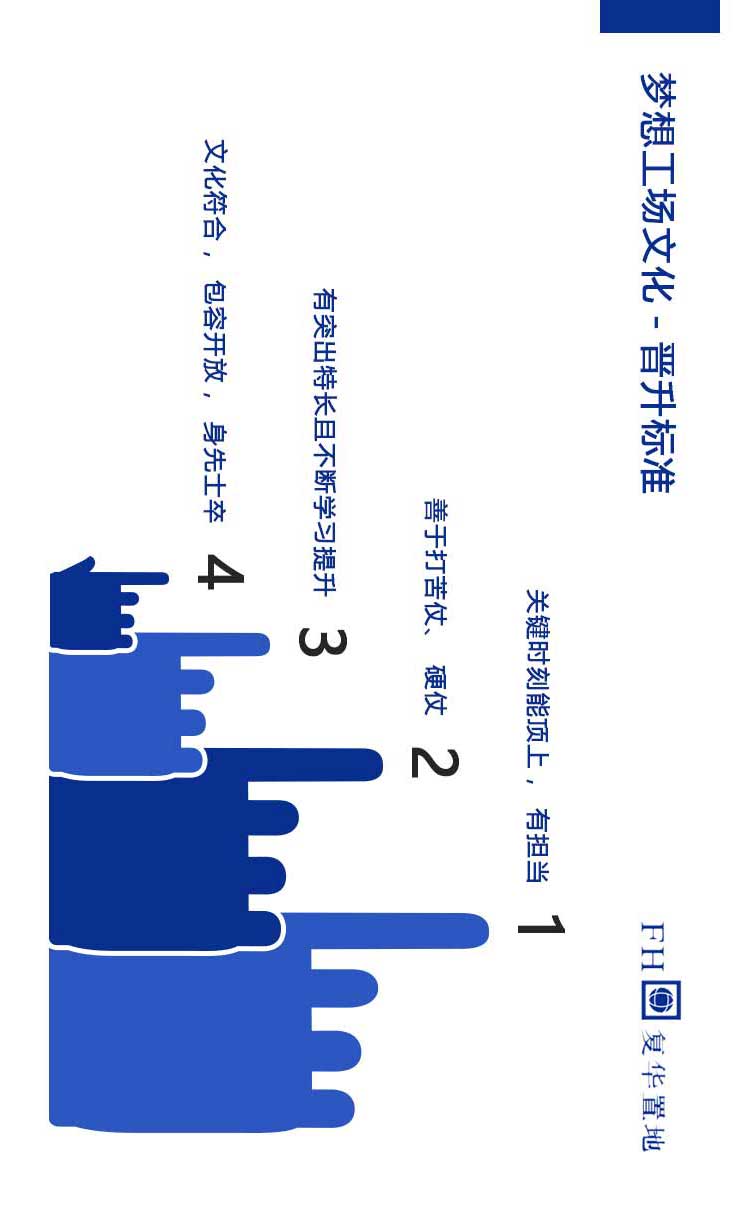 梦想工场文化 - 晋升标准
FH 复华置地
关键时刻能顶上， 有担当
1
善于打苦仗、 硬仗
2
有突出特长且不断学习提升
3
文化符合， 包容开放， 身先士卒
4